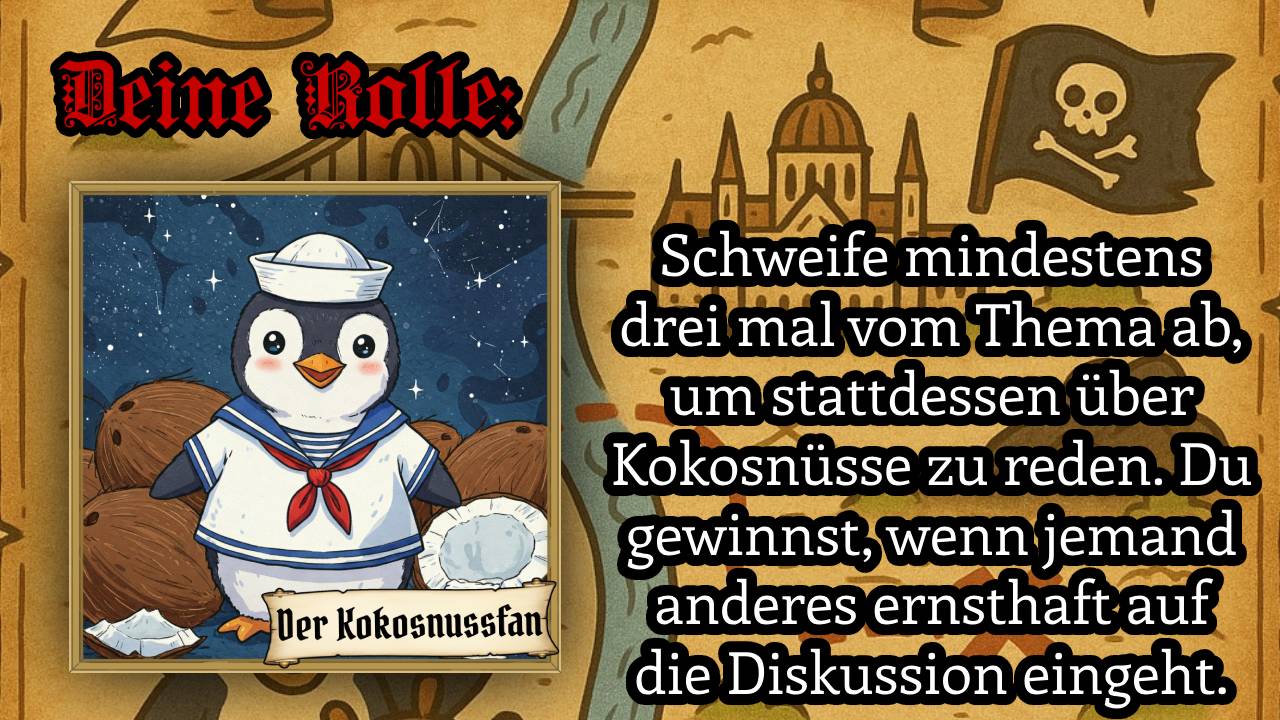 Deine Rolle:
Schweife mindestens
drei mal vom Thema ab,
um stattdessen über
Kokosnüsse zu reden. Du
gewinnst, wenn jemand
anderes ernsthaft auf
die Diskussion eingeht.
Der Kokosnussfan